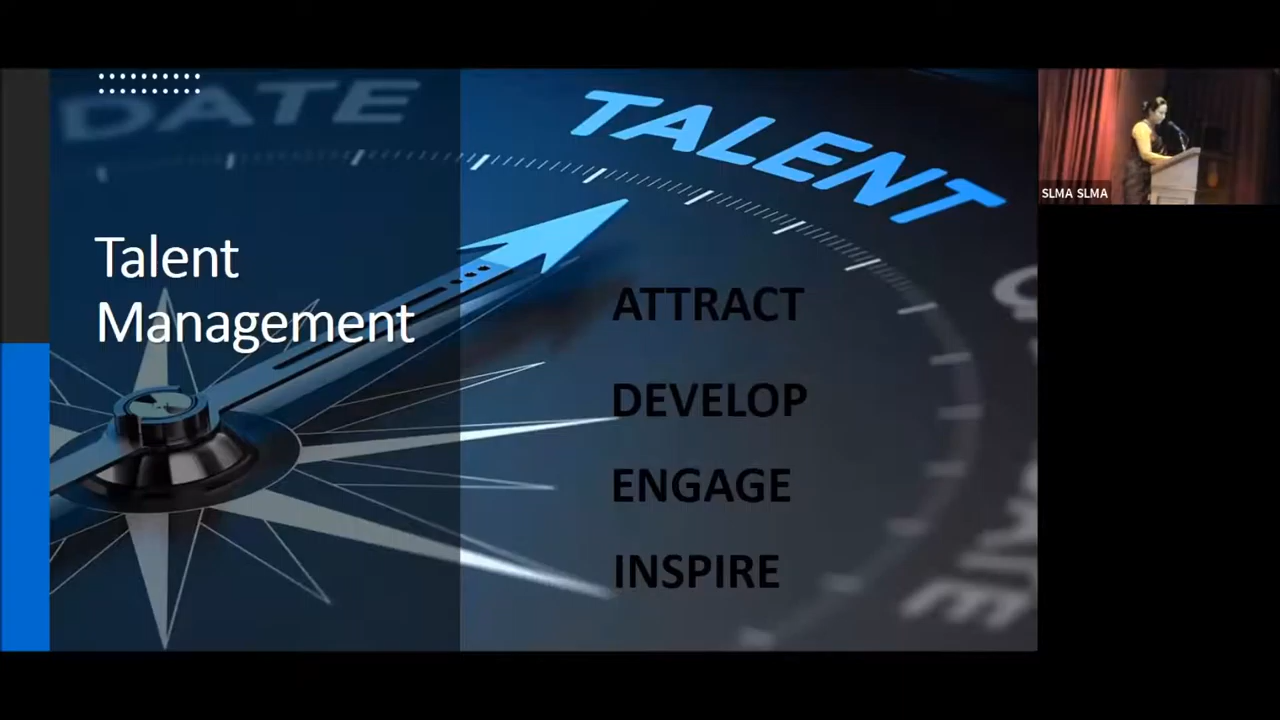 DATE
TALENT
Talent
Management
ATTRACT
DEVELOP
ENGAGE
INSPIRE
SLMA SLMA